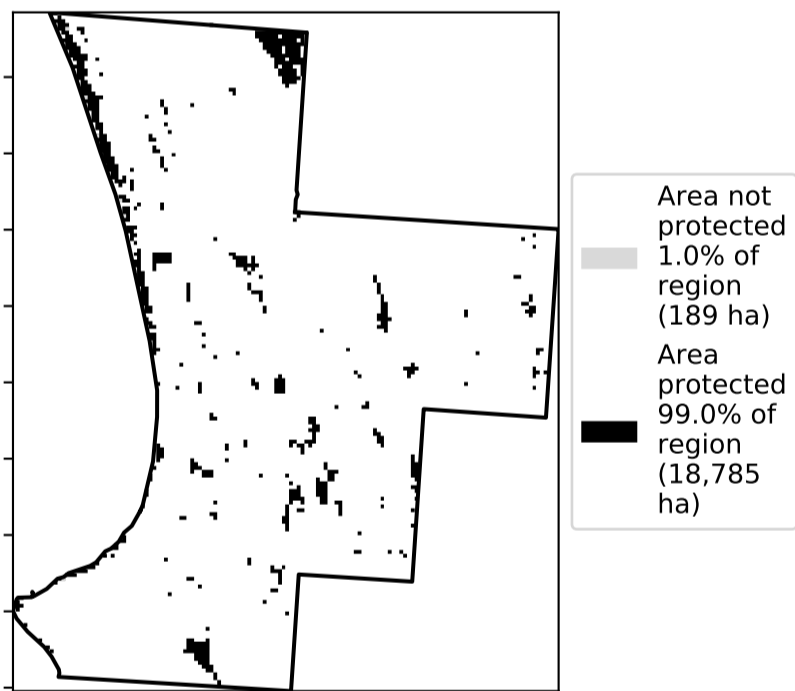 Area not
protected
1.0% of
region
(189 ha)
Area
protected
99.0% of
region
(18,785
ha)